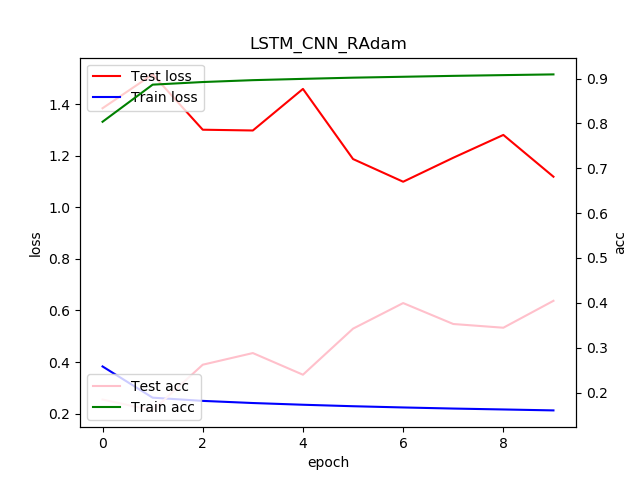 LSTM_CNN_RAdam
Test loss
Train loss
1.4
1.2
1.0
0.8
0.6
0.4
0.2
loss
0.9
0.8
0.7
0.6
0.5
0.4
0.3
0.2
acc
Test acc
Train acc
0 2 4 6 8
epoch